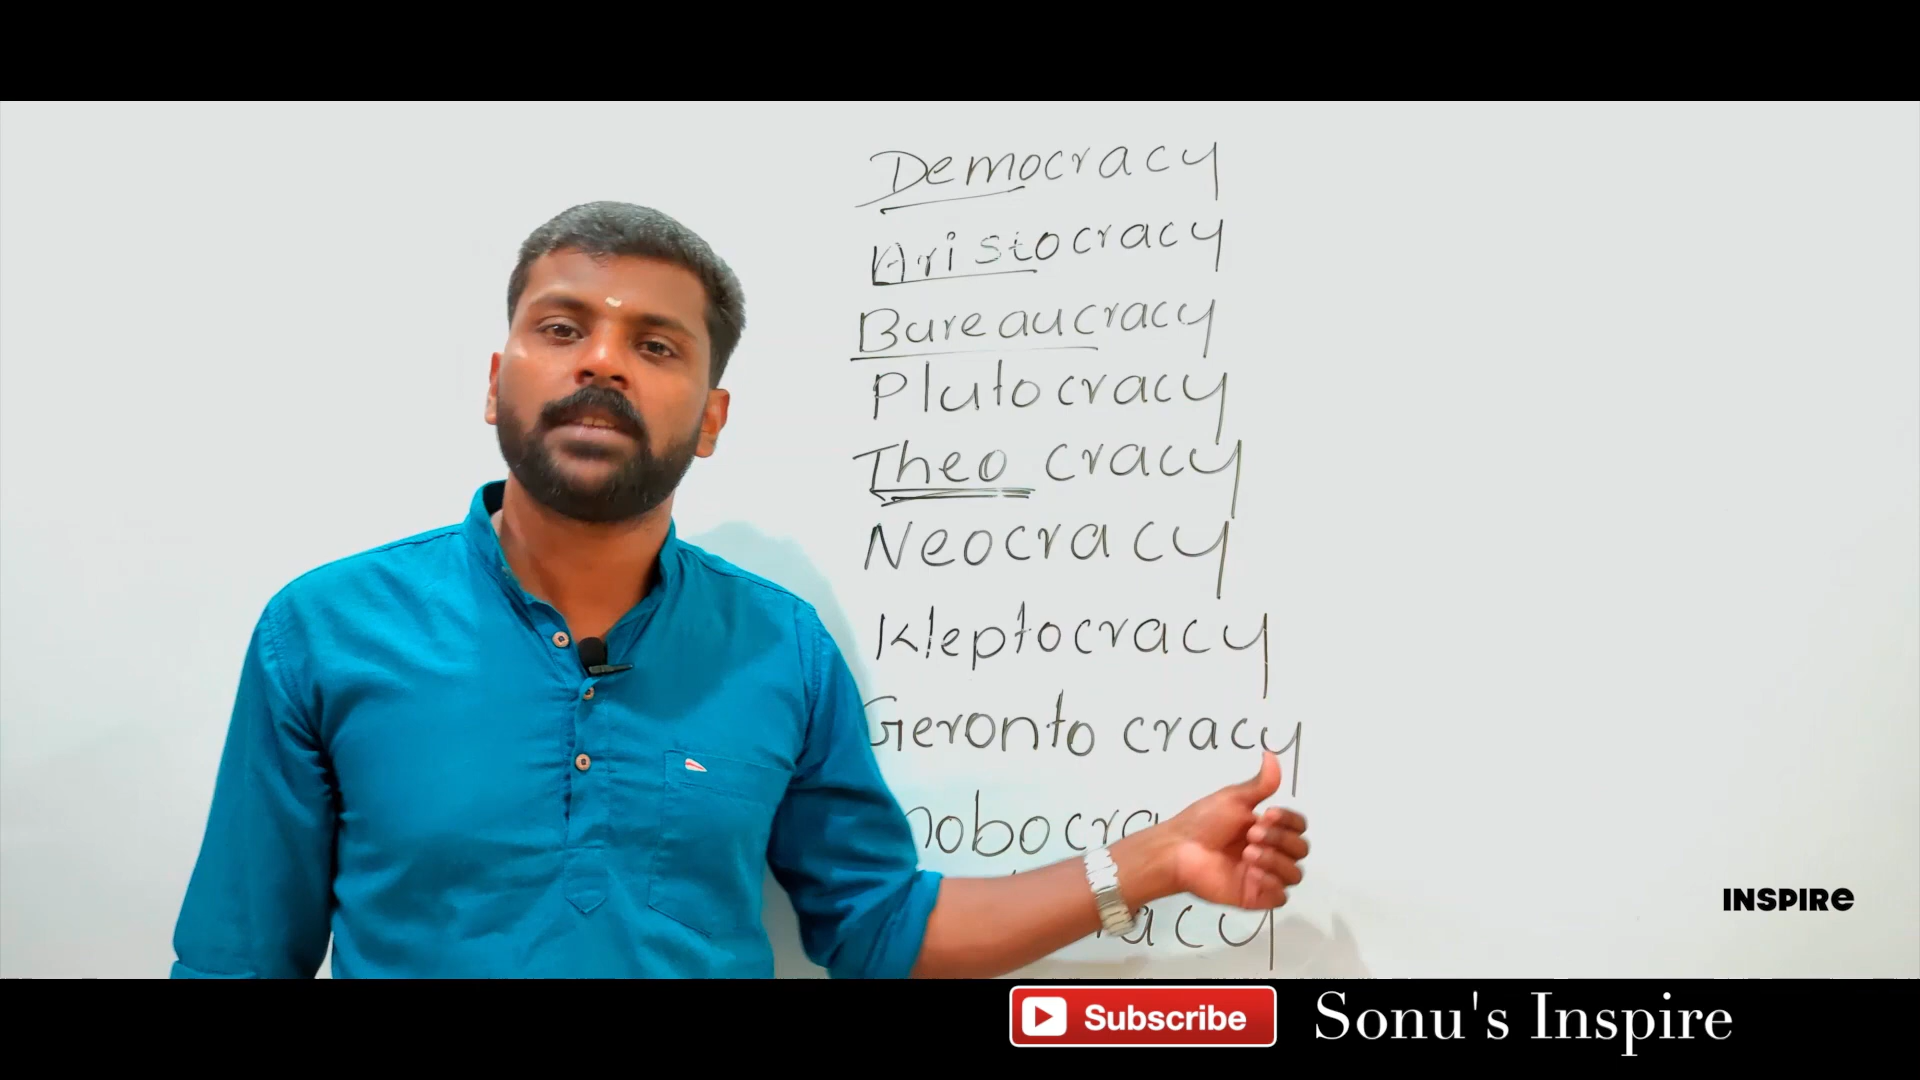 Democracy
Aristocracy
Bureaucracy
Plutocracy
Theo cracy
Neocracy
Kleptocracy
Geronto cracy
INSPIRE
Subscribe
Sonu's Inspire